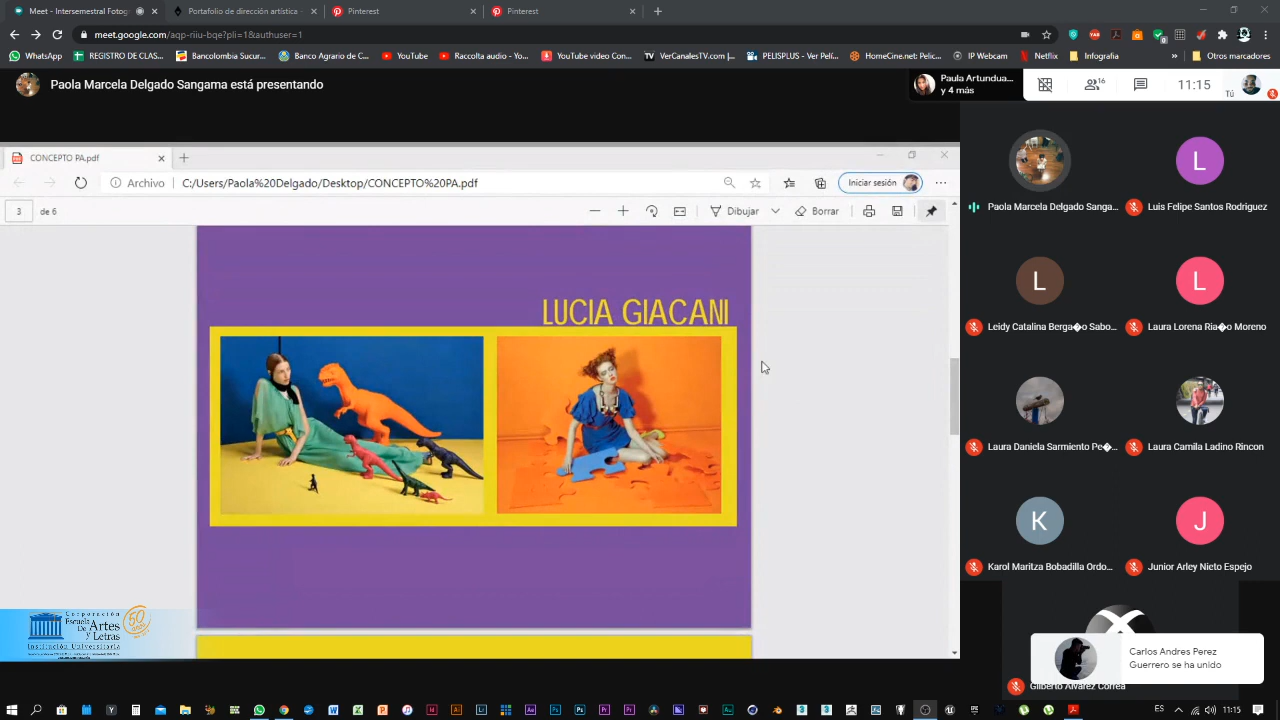 Meet - Intersemestral Fotog
Portafolio de dirección artística -
Pinterest
Pinterest
meet.google.com/aqp-riiu-bqe?pli=1&authuser=1
WhatsApp
REGISTRO DE CLAS...
Bancolombia Sucur...
Banco Agrario de C...
YouTube
Raccolta audio - Yo...
YouTube video Con...
VerCanalesTV.com |...
PELISPLUS - Ver Pelí...
HomeCine.net: Pelic...
IP Webcam
Netflix
Infografia
Otros marcadores
Paola Marcela Delgado Sangama está presentando
Paula Artundua...
y 4 más
16
11:15
Tú
CONCEPTO PA.pdf
Archivo
C:/Users/Paola%20Delgado/Desktop/CONCEPTO%20PA.pdf
Iniciar sesión
3
de 6
Dibujar
Borrar
LUCIA GIACANI
Corporación
Escuela
De Artes
y Letras
Institución Universitaria
50
años
Paola Marcela Delgado Sanga...
L
Luis Felipe Santos Rodriguez
L
Leidy Catalina Berga�o Sabo...
L
Laura Lorena Ria�o Moreno
Laura Daniela Sarmiento Pe�...
Laura Camila Ladino Rincon
K
Karol Maritza Bobadilla Ordo...
J
Junior Arley Nieto Espejo
Carlos Andres Perez
Guerrero se ha unido
Gilberto Alvarez Correa
ES
11:15